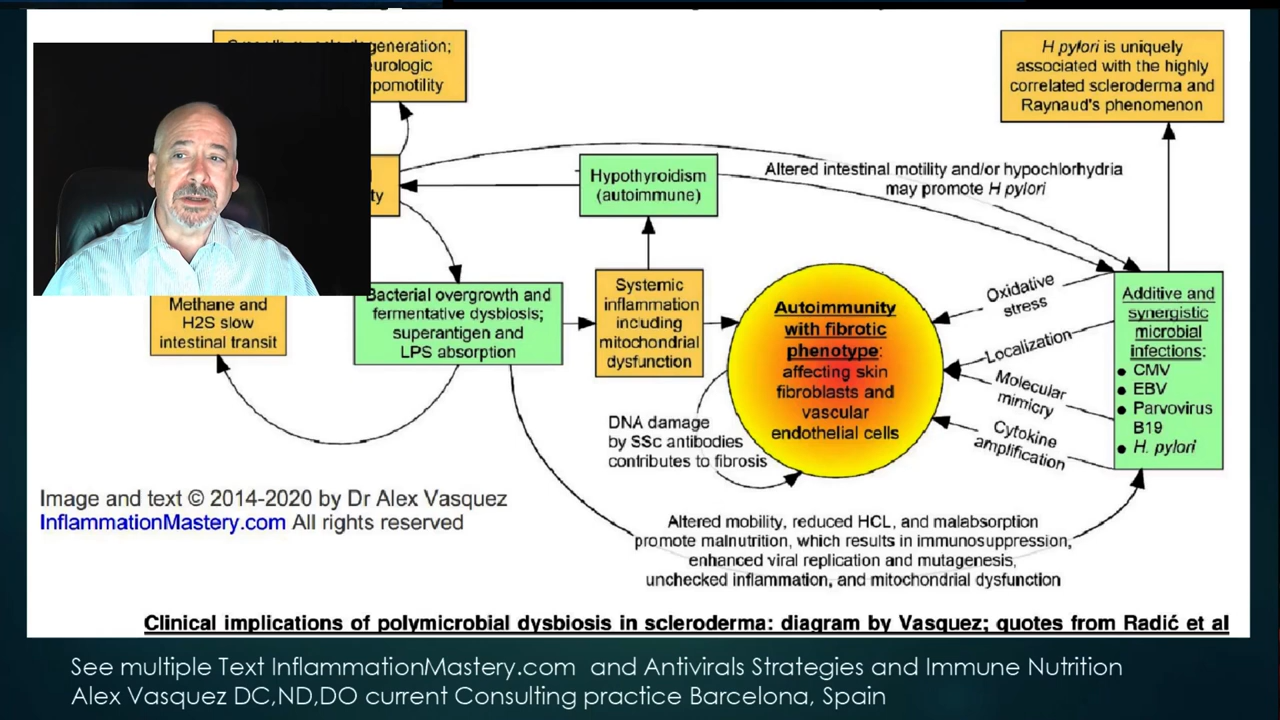 generation;
eurologic
pomotility
H pylori is uniquely
associated with the highly
correlated scleroderma and
Raynaud's phenomenon
Hypothyroidism
(autoimmune)
Altered intestinal motility and/or hypochlorhydria
may promote H pylori
ty
Methane and
H2S slow
intestinal transit
Bacterial overgrowth and
fermentative dysbiosis;
superantigen and
LPS absorption
Systemic
inflammation
including
mitochondrial
dysfunction
Autoimmunity
with fibrotic
phenotype:
affecting skin
fibroblasts and
vascular
endothelial cells
Oxidative
stress
Localization
Molecular
mimicry
Cytokine
amplification
Additive and
synergistic
microbial
infections:
● CMV
● EBV
● Parvovirus
B19
● H. pylori
DNA damage
by SSc antibodies
contributes to fibrosis
Image and text © 2014-2020 by Dr Alex Vasquez
InflammationMastery.com All rights reserved
Altered mobility, reduced HCL, and malabsorption
promote malnutrition, which results in immunosuppression,
enhanced viral replication and mutagenesis,
unchecked inflammation, and mitochondrial dysfunction
Clinical implications of polymicrobial dysbiosis in scleroderma: diagram by Vasquez; quotes from Radić et al
See multiple Text InflammationMastery.com and Antivirals Strategies and Immune Nutrition
Alex Vasquez DC,ND,DO current Consulting practice Barcelona, Spain